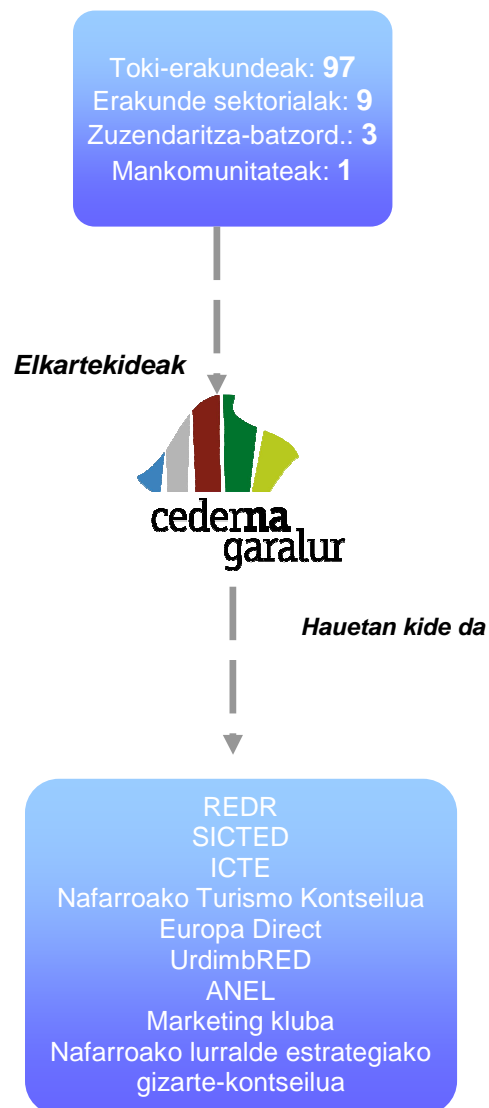 Toki-erakundeak: 97
Erakunde sektorialak: 9
Zuzendaritza-batzord.: 3
Mankomunitateak: 1
Elkartekideak
cederna
garalur
Hauetan kide da
REDR
SICTED
ICTE
Nafarroako Turismo Kontseilua
Europa Direct
UrdimbRED
ANEL
Marketing kluba
Nafarroako lurralde estrategiako
gizarte-kontseilua